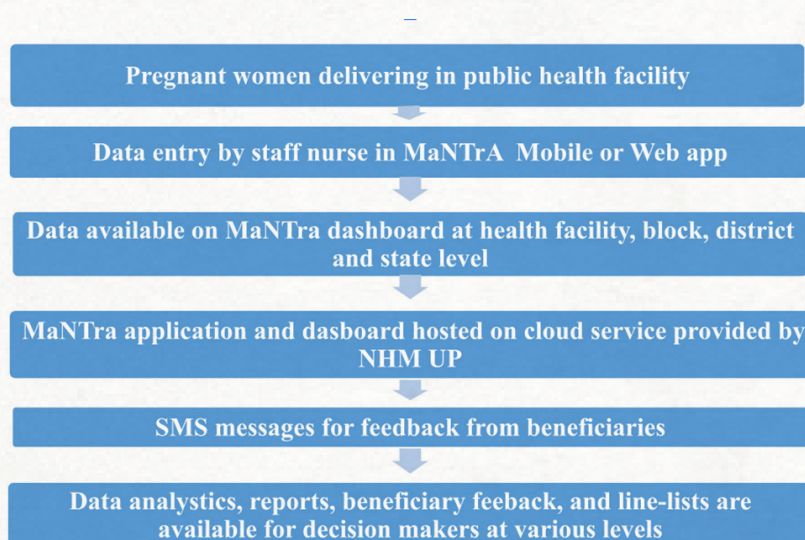 Pregnant women delivering in public health facility
Data entry by staff nurse in MaNTrA Mobile or Web app
Data available on MaNTra dashboard at health facility, block, district
and state level
MaNTra application and dasboard hosted on cloud service provided by
NHM UP
SMS messages for feedback from beneficiaries
Data analystics, reports, beneficiary feeback, and line-lists are
available for decision makers at various levels